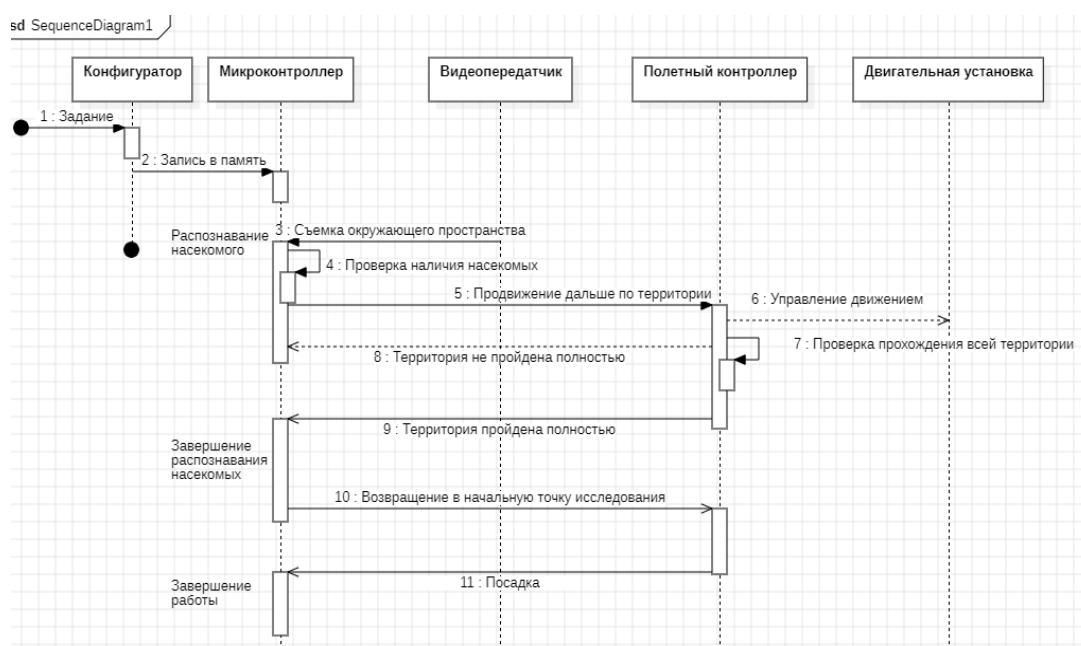 sd SequenceDiagram1
Конфигуратор
Микроконтроллер
Видеопередатчик
Полетный контроллер
Двигательная установка
1 : Задание
2 : Запись в память
Распознавание
насекомого
3 : Съемка окружающего пространства
4 : Проверка наличия насекомых
5 : Продвижение дальше по территории
6 : Управление движением
7 : Проверка прохождения всей территории
8 : Территория не пройдена полностью
9 : Территория пройдена полностью
Завершение
распознавания
насекомых
10 : Возвращение в начальную точку исследования
11 : Посадка
Завершение
работы